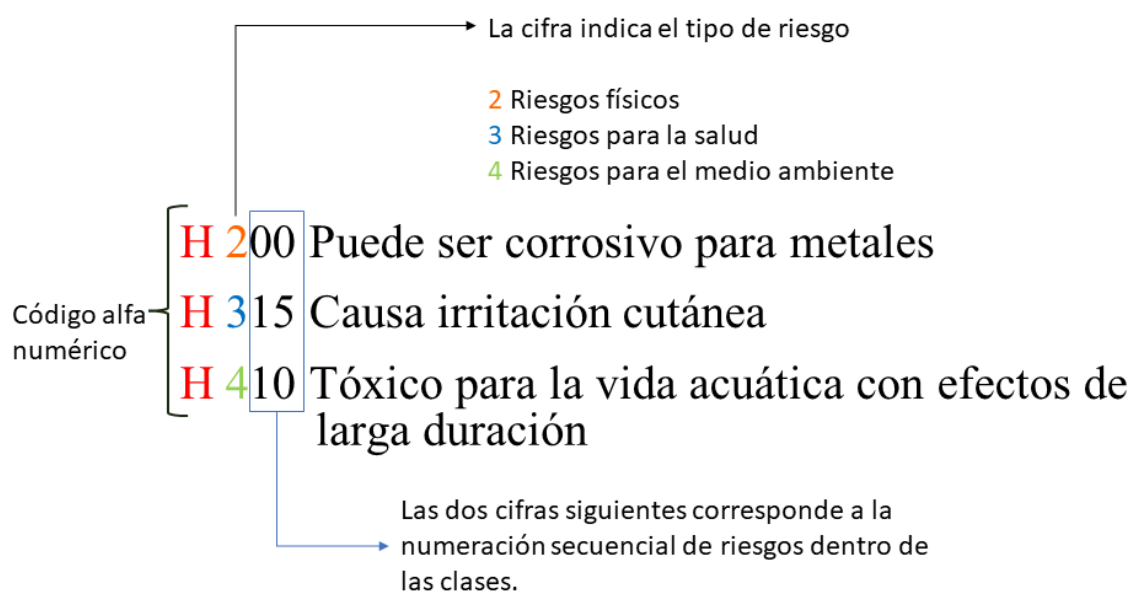 La cifra indica el tipo de riesgo
2 Riesgos físicos
3 Riesgos para la salud
4 Riesgos para el medio ambiente
Código alfa
numérico
H 200 Puede ser corrosivo para metales
H 315 Causa irritación cutánea
H 410 Tóxico para la vida acuática con efectos de
larga duración
Las dos cifras siguientes corresponde a la
numeración secuencial de riesgos dentro de
las clases.